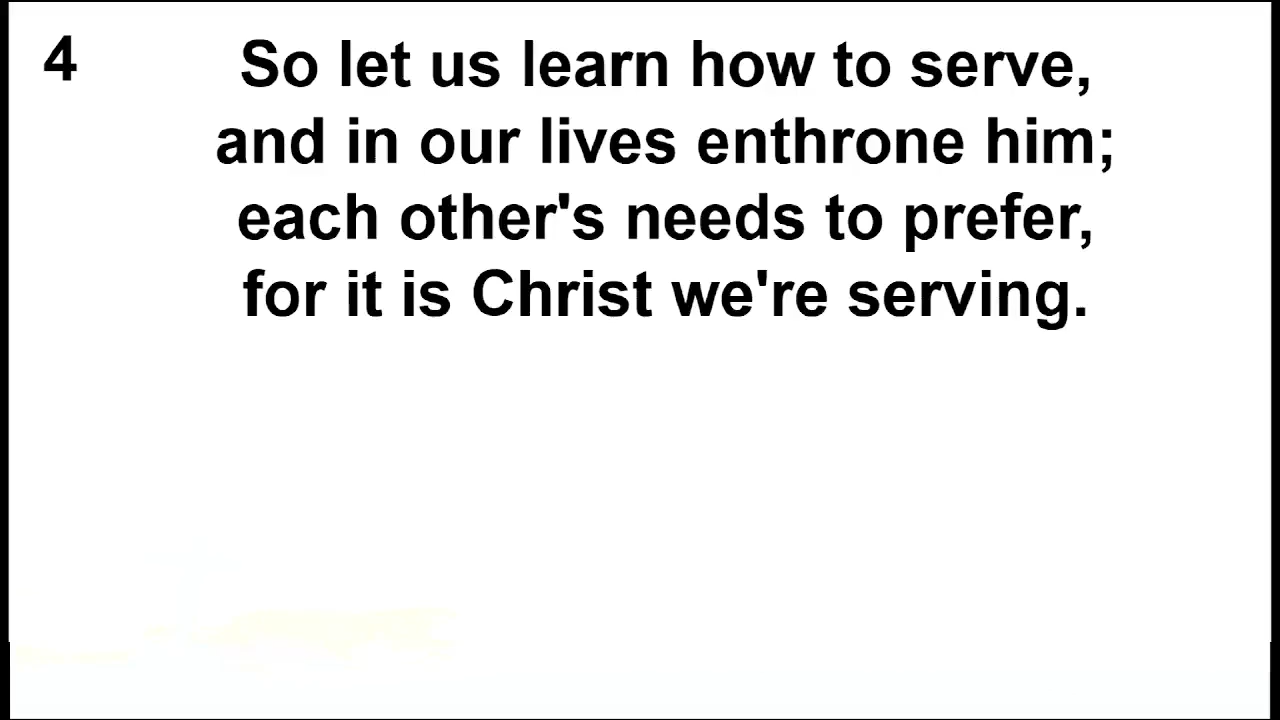 4
So let us learn how to serve,
and in our lives enthrone him;
each other's needs to prefer,
for it is Christ we're serving.